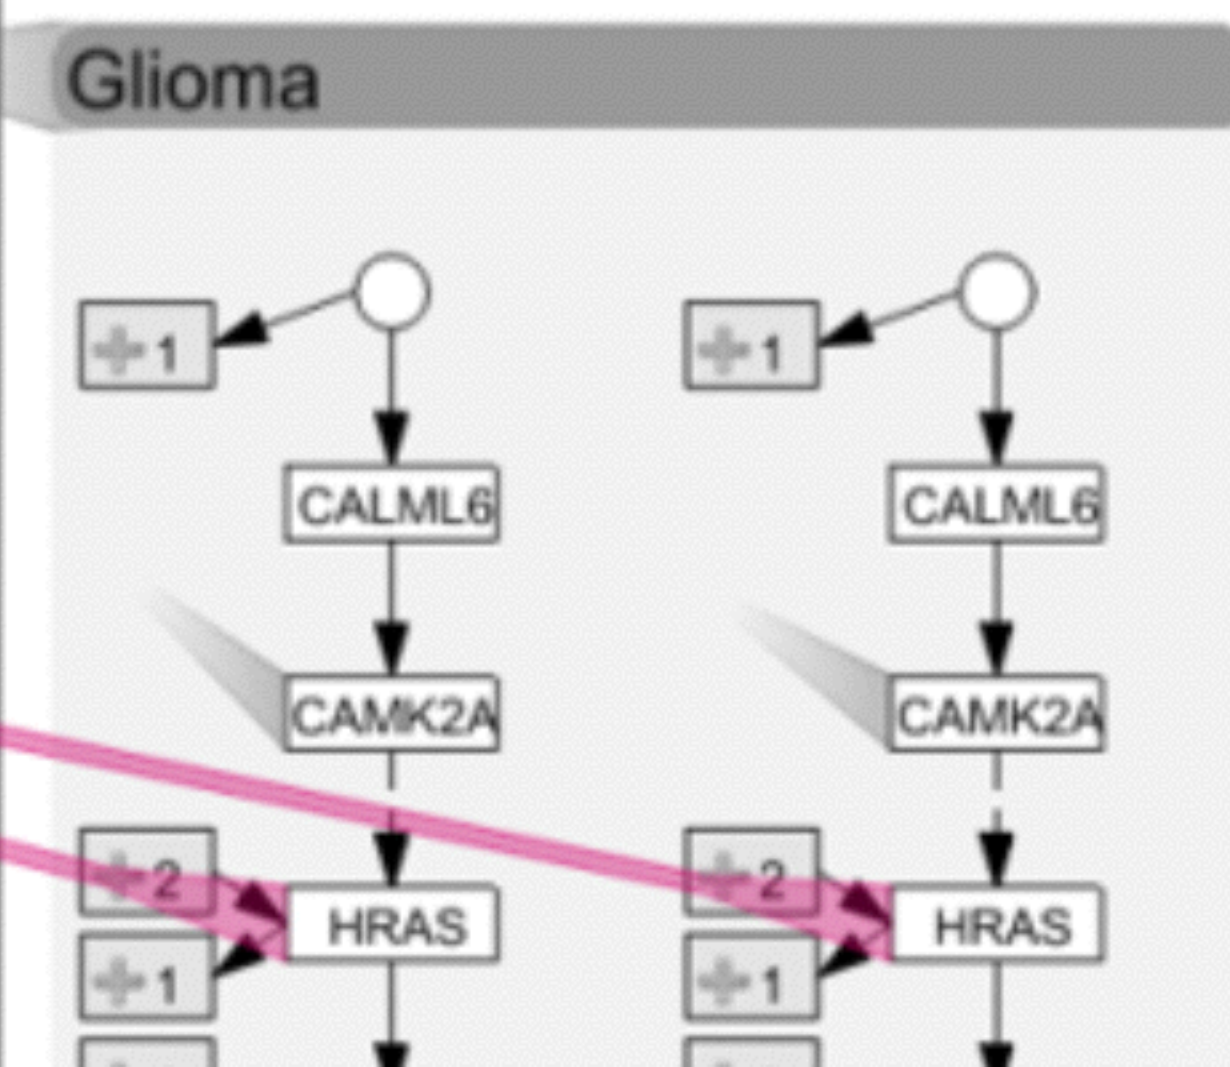 Glioma
+1 +1
CALML6 CALML6
CAMK2A CAMK2A
+2 +2
HRAS HRAS
+1 +1